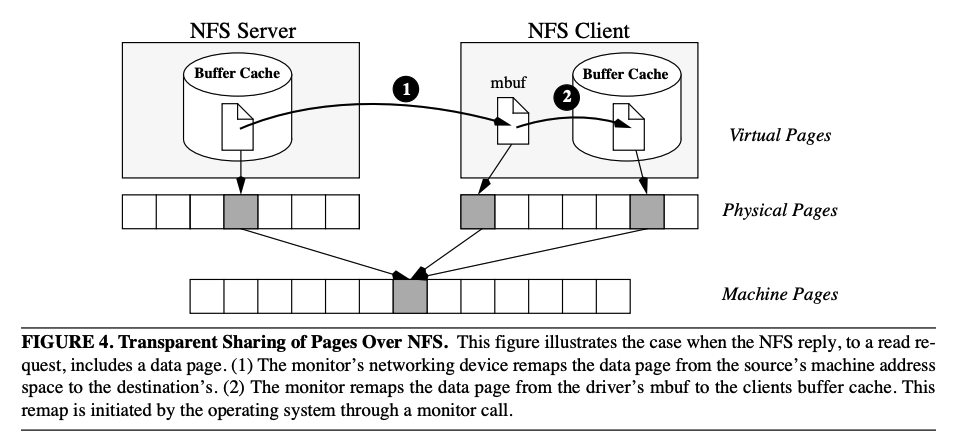 NFS Server
NFS Client
Buffer Cache
1
mbuf
2
Buffer Cache
Virtual Pages
Physical Pages
Machine Pages
FIGURE 4. Transparent Sharing of Pages Over NFS. This figure illustrates the case when the NFS reply, to a read re-
quest, includes a data page. (1) The monitor's networking device remaps the data page from the source's machine address
space to the destination's. (2) The monitor remaps the data page from the driver's mbuf to the clients buffer cache. This
remap is initiated by the operating system through a monitor call.